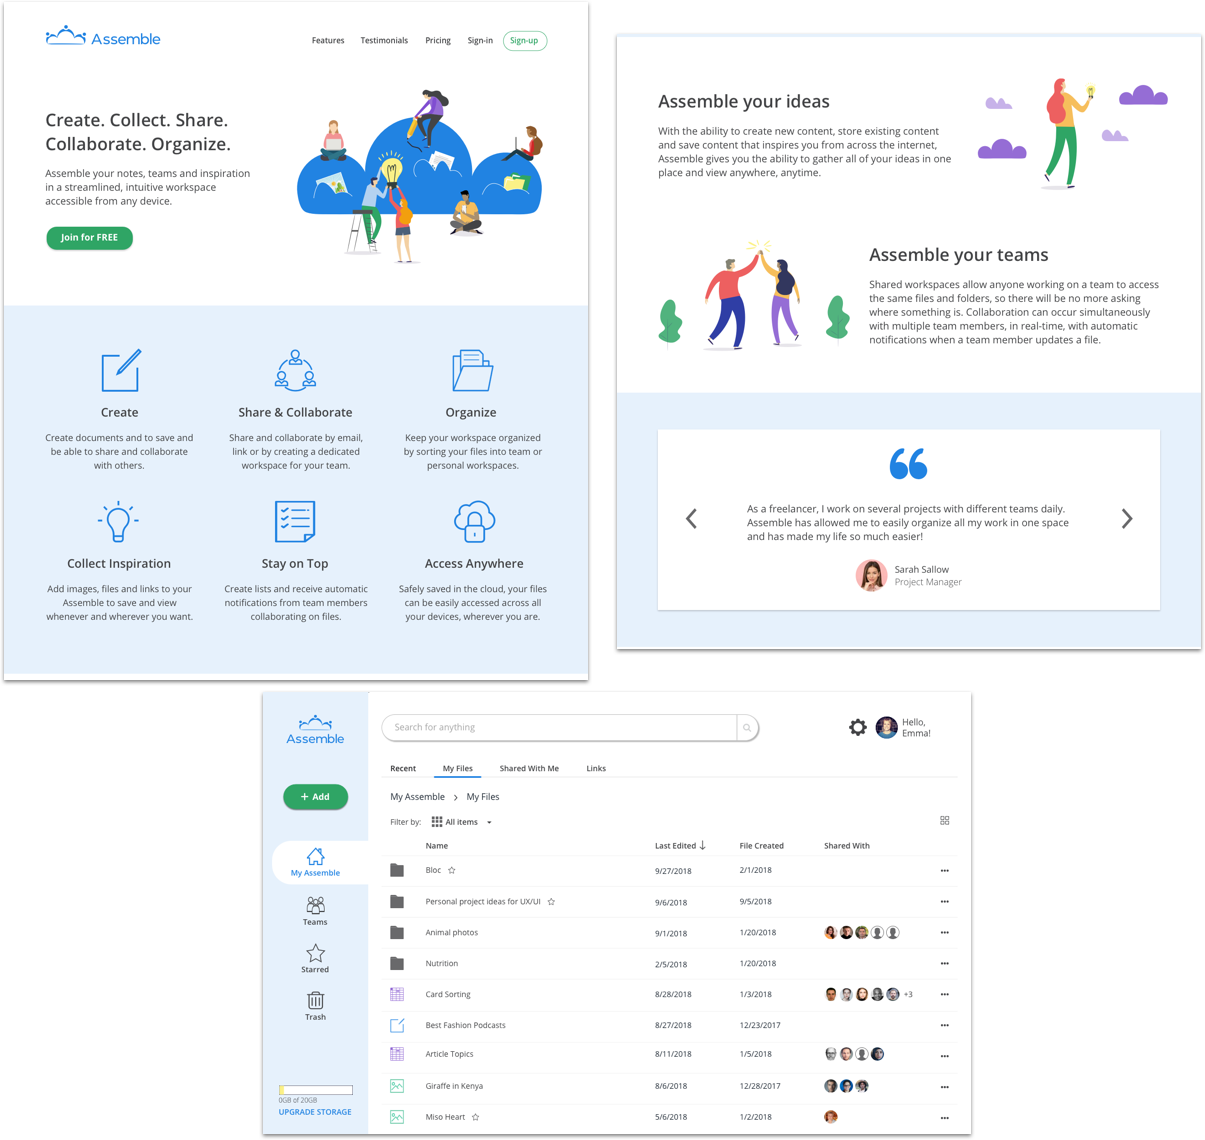 Assemble
Features Testimonials Pricing Sign-in Sign-up
Create. Collect. Share.
Collaborate. Organize.
Assemble your notes, teams and inspiration
in a streamlined, intuitive workspace
accessible from any device.
Join for FREE
Create
Create documents and to save and
be able to share and collaborate
with others.
Share & Collaborate
Share and collaborate by email,
link or by creating a dedicated
workspace for your team.
Organize
Keep your workspace organized
by sorting your files into team or
personal workspaces.
Collect Inspiration
Add images, files and links to your
Assemble to save and view
whenever and wherever you want.
Stay on Top
Create lists and receive automatic
notifications from team members
collaborating on files.
Access Anywhere
Safely saved in the cloud, your files
can be easily accessed across all
your devices, wherever you are.
Assemble your ideas
With the ability to create new content, store existing content
and save content that inspires you from across the internet,
Assemble gives you the ability to gather all of your ideas in one
place and view anywhere, anytime.
Assemble your teams
Shared workspaces allow anyone working on a team to access
the same files and folders, so there will be no more asking
where something is. Collaboration can occur simultaneously
with multiple team members, in real-time, with automatic
notifications when a team member updates a file.
As a freelancer, I work on several projects with different teams daily.
Assemble has allowed me to easily organize all my work in one space
and has made my life so much easier!
Sarah Sallow
Project Manager
Assemble
+ Add
My Assemble
Teams
Starred
Trash
0GB of 20GB
UPGRADE STORAGE
Search for anything
Hello,
Emma!
Recent My Files Shared With Me Links
My Assemble > My Files
Filter by: All items
Name Last Edited ↓ File Created Shared With
Bloc 9/27/2018 2/1/2018
Personal project ideas for UX/UI 9/6/2018 9/5/2018
Animal photos 9/1/2018 1/20/2018
Nutrition 2/5/2018 1/20/2018
Card Sorting 8/28/2018 1/3/2018 +3
Best Fashion Podcasts 8/27/2018 12/23/2017
Article Topics 8/11/2018 1/5/2018
Giraffe in Kenya 8/6/2018 12/28/2017
Miso Heart 5/6/2018 1/2/2018